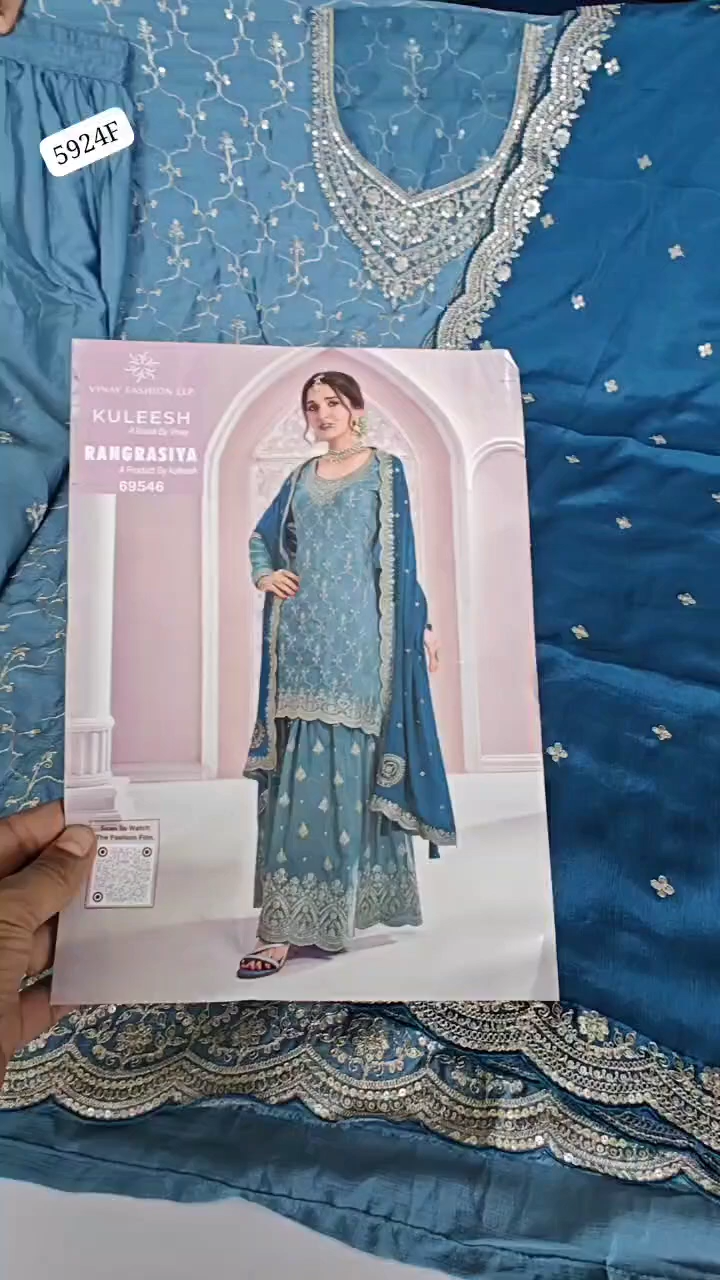 5924F
VINAY FASHION LLP
KULEESH
A Brand By Vinay
RANGRASIYA
A Product By Kuleesh
69546
Scan To Watch
The Fashion Film